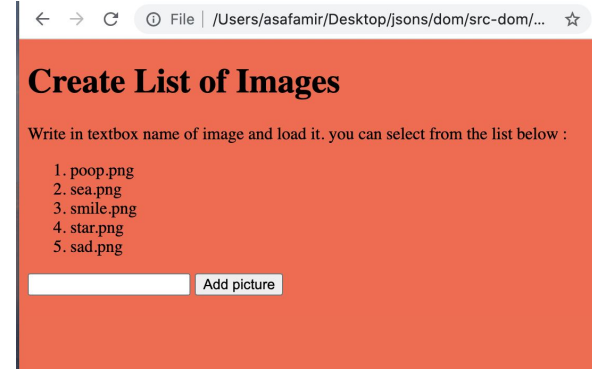 File /Users/asafamir/Desktop/jsons/dom/src-dom/...
Create List of Images
Write in textbox name of image and load it. you can select from the list below :
1. poop.png
2. sea.png
3. smile.png
4. star.png
5. sad.png
Add picture